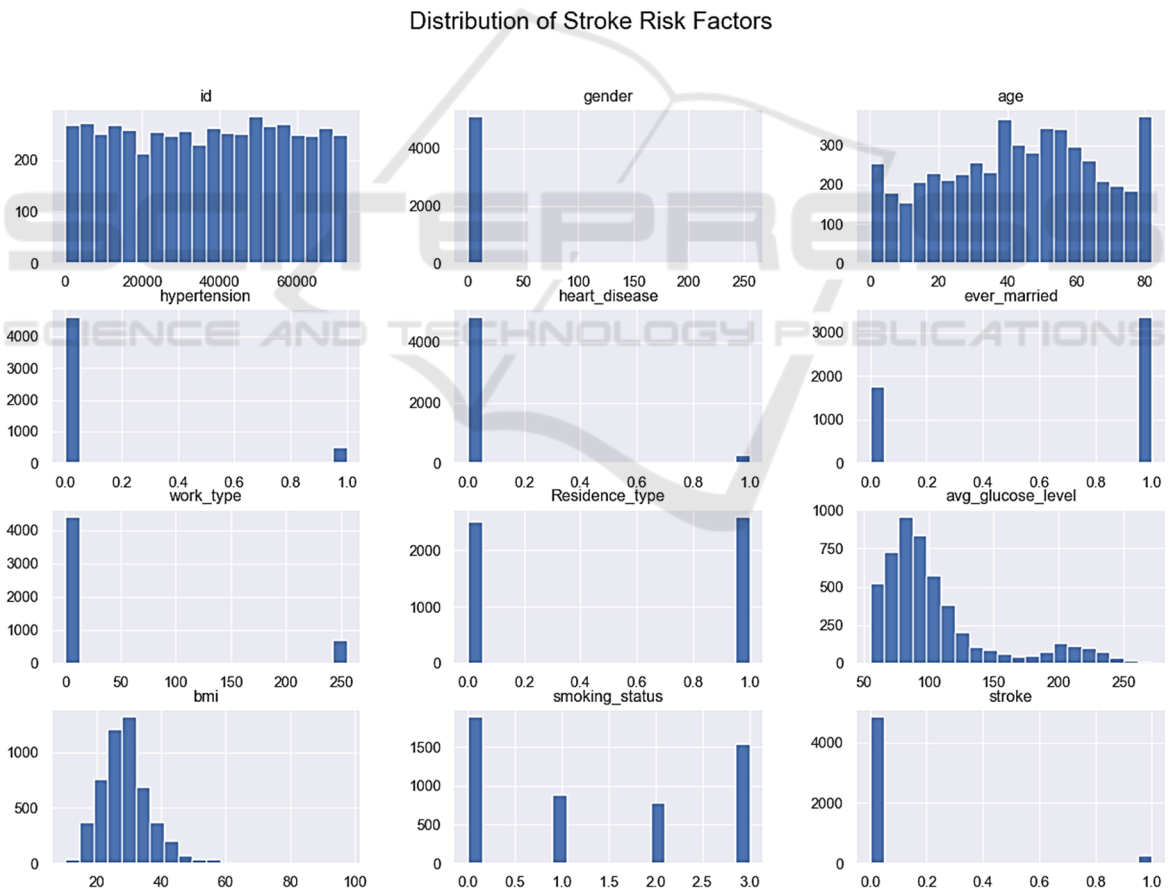 Distribution of Stroke Risk Factors
id
gender
age
200
100
0
0 20000 40000 60000
4000
2000
0
0 50 100 150 200 250
300
200
100
0
0 20 40 60 80
hypertension
heart_disease
ever_married
4000
3000
2000
1000
0
0.0 0.2 0.4 0.6 0.8 1.0
4000
2000
0
0.0 0.2 0.4 0.6 0.8 1.0
3000
2000
1000
0
0.0 0.2 0.4 0.6 0.8 1.0
work_type
Residence_type
avg_glucose_level
4000
3000
2000
1000
0
0 50 100 150 200 250
2000
1000
0
0.0 0.2 0.4 0.6 0.8 1.0
1000
750
500
250
0
50 100 150 200 250
bmi
smoking_status
stroke
1000
500
0
20 40 60 80 100
1500
1000
500
0
0.0 0.5 1.0 1.5 2.0 2.5 3.0
4000
2000
0
0.0 0.2 0.4 0.6 0.8 1.0
SCITEPRESS
SCIENCE AND TECHNOLOGY PUBLICATIONS